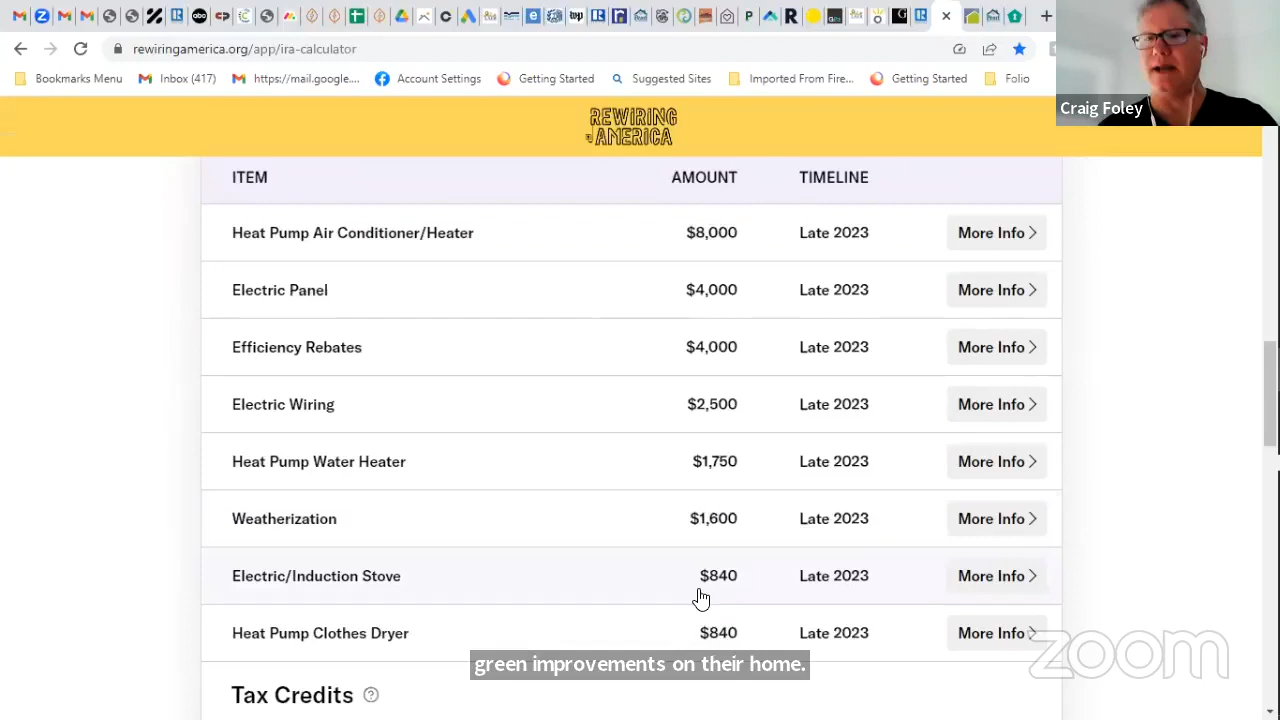 rewiringamerica.org/app/ira-calculator
Bookmarks Menu
Inbox (417)
https://mail.google....
Account Settings
Getting Started
Suggested Sites
Imported From Fire...
Getting Started
Folio
Craig Foley
REWIRING
AMERICA
ITEM AMOUNT TIMELINE
Heat Pump Air Conditioner/Heater $8,000 Late 2023 More Info
Electric Panel $4,000 Late 2023 More Info
Efficiency Rebates $4,000 Late 2023 More Info
Electric Wiring $2,500 Late 2023 More Info
Heat Pump Water Heater $1,750 Late 2023 More Info
Weatherization $1,600 Late 2023 More Info
Electric/Induction Stove $840 Late 2023 More Info
Heat Pump Clothes Dryer $840 Late 2023 More Info
green improvements on their home.
zoom
Tax Credits